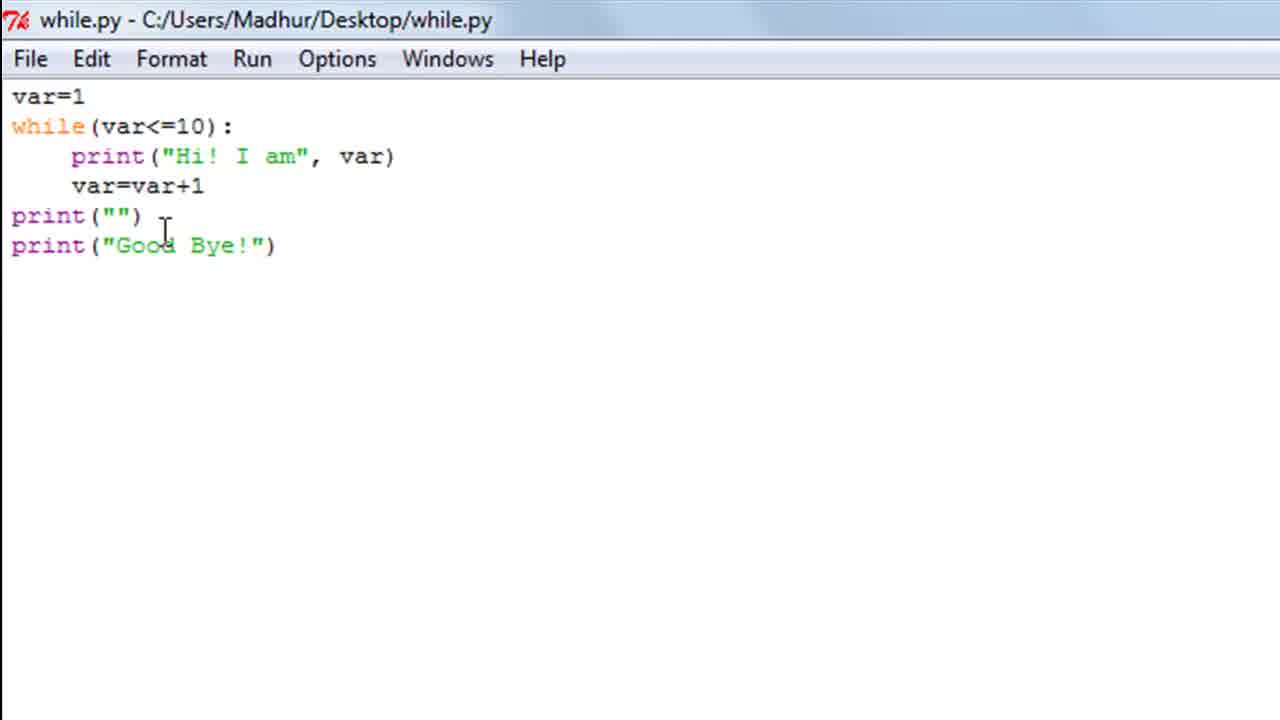 while.py - C:/Users/Madhur/Desktop/while.py
File Edit Format Run Options Windows Help
var=1
while(var<=10):
    print("Hi! I am", var)
    var=var+1
print("")
print("Good Bye!")